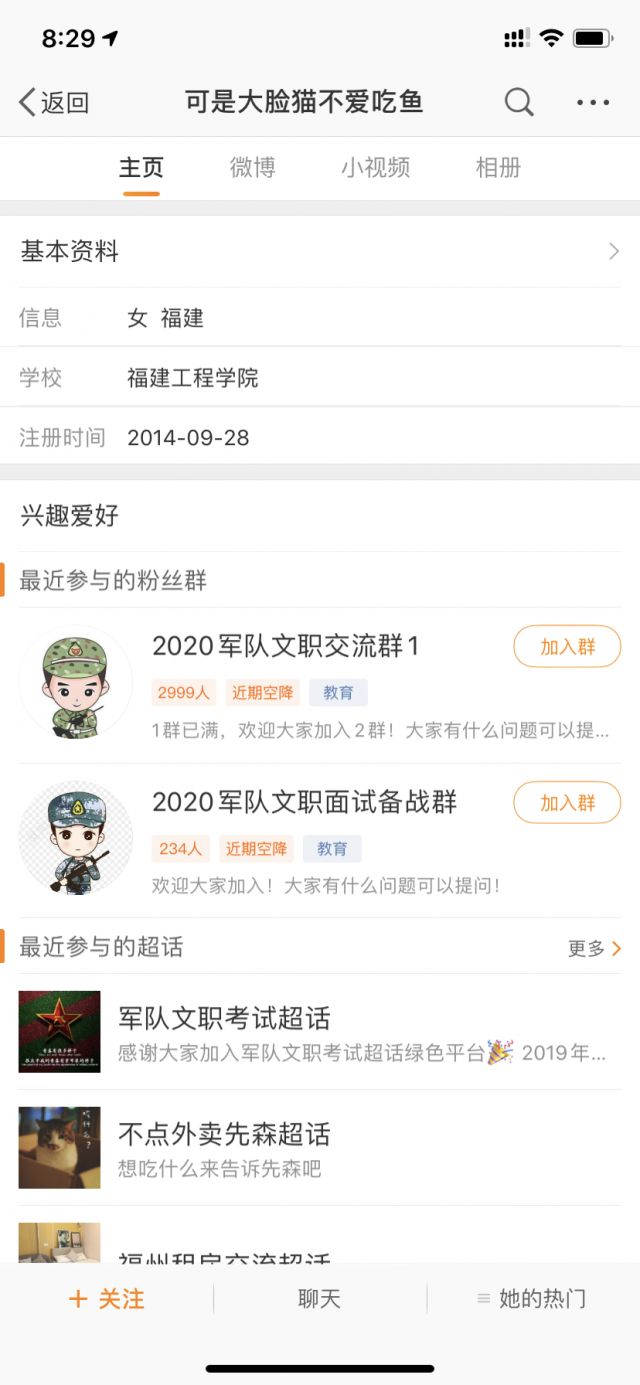 8:29
返回
可是大脸猫不爱吃鱼
主页 微博 小视频 相册
基本资料
信息 女 福建
学校 福建工程学院
注册时间 2014-09-28
兴趣爱好
最近参与的粉丝群
2020军队文职交流群1
加入群
2999人 近期空降 教育
1群已满，欢迎大家加入2群！大家有什么问题可以提...
2020军队文职面试备战群
加入群
234人 近期空降 教育
欢迎大家加入！大家有什么问题可以提问！
最近参与的超话
更多
军队文职考试超话
感谢大家加入军队文职考试超话绿色平台🎉 2019年...
不点外卖先森超话
想吃什么来告诉先森吧
福州租房交流超话
+ 关注
聊天
她的热门